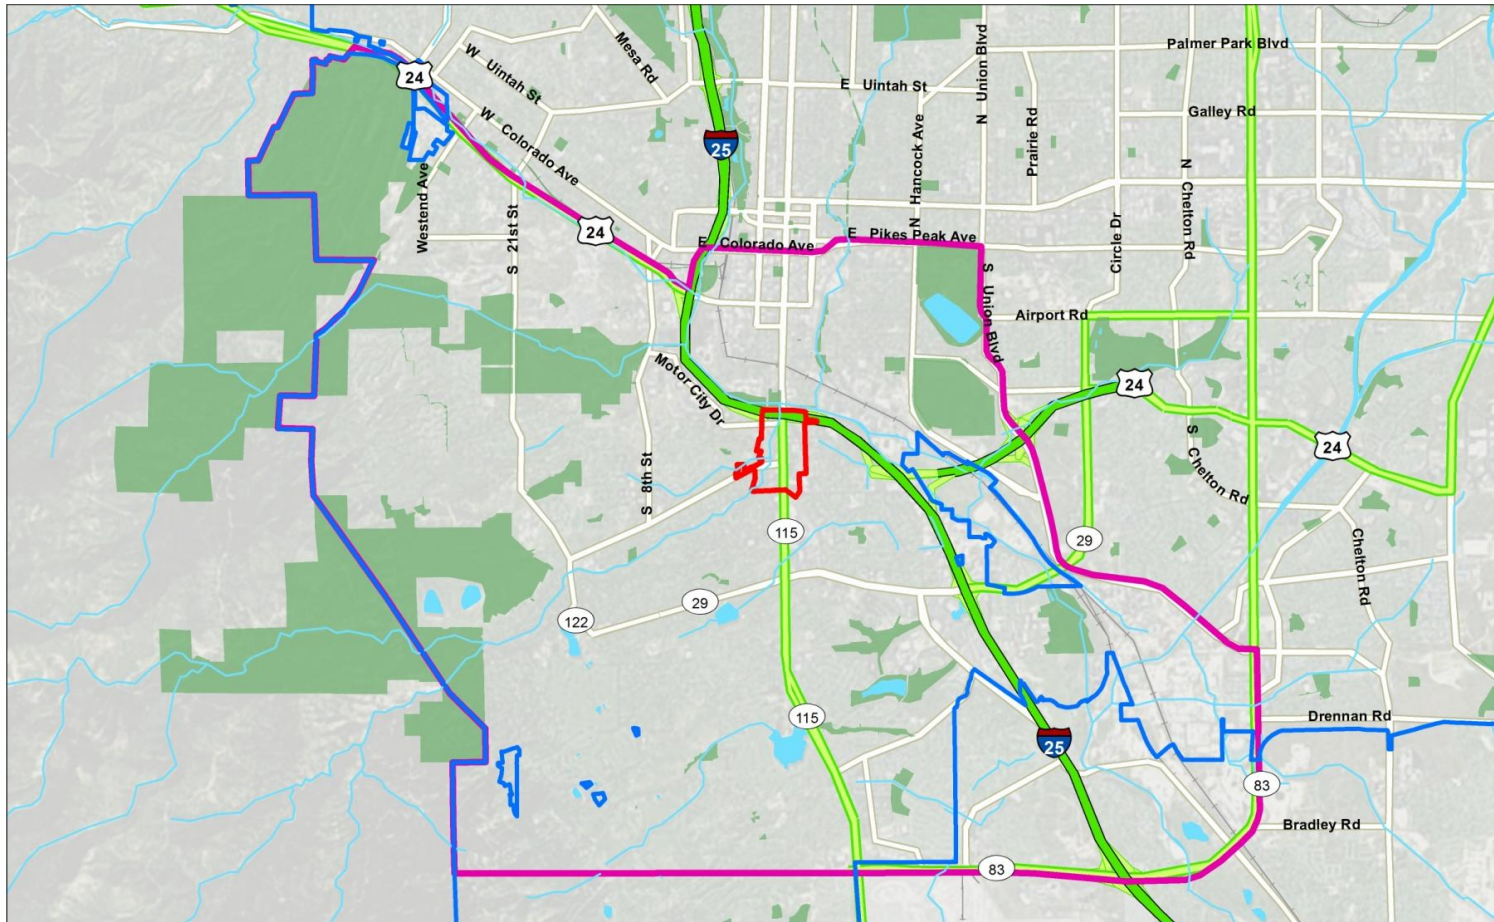 Mesa Rd
N Union Blvd
Palmer Park Blvd
24
W Uintah St
E Uintah St
Galley Rd
W Colorado Ave
25
N Hancock Ave
Prairie Rd
N Chelton Rd
Westend Ave
S 21st St
24
E Colorado Ave
E Pikes Peak Ave
Circle Dr
S Union Blvd
Airport Rd
Motor City Dr
24
24
S 8th St
S Chelton Rd
115
29
Chelton Rd
29
122
115
Drennan Rd
25
83
Bradley Rd
83